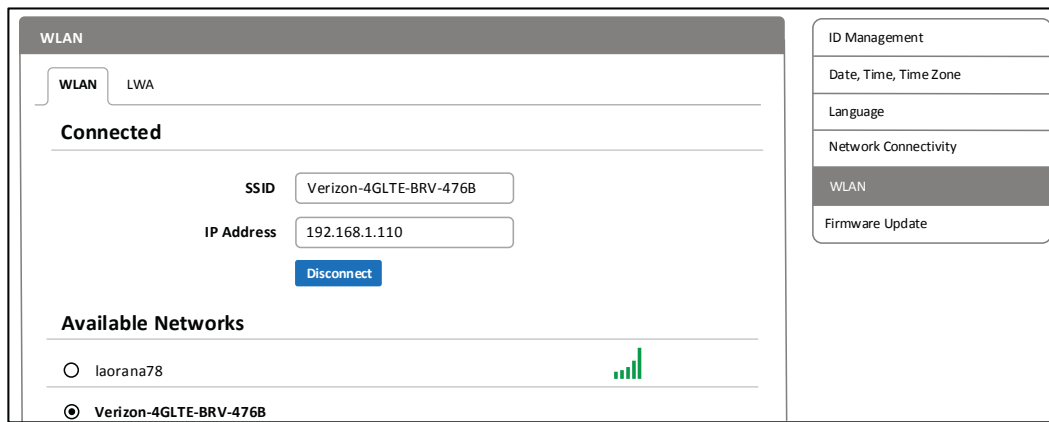 WLAN
WLAN LWA
Connected
SSID Verizon-4GLTE-BRV-476B
IP Address 192.168.1.110
Disconnect
Available Networks
laorana78
Verizon-4GLTE-BRV-476B
ID Management
Date, Time, Time Zone
Language
Network Connectivity
WLAN
Firmware Update